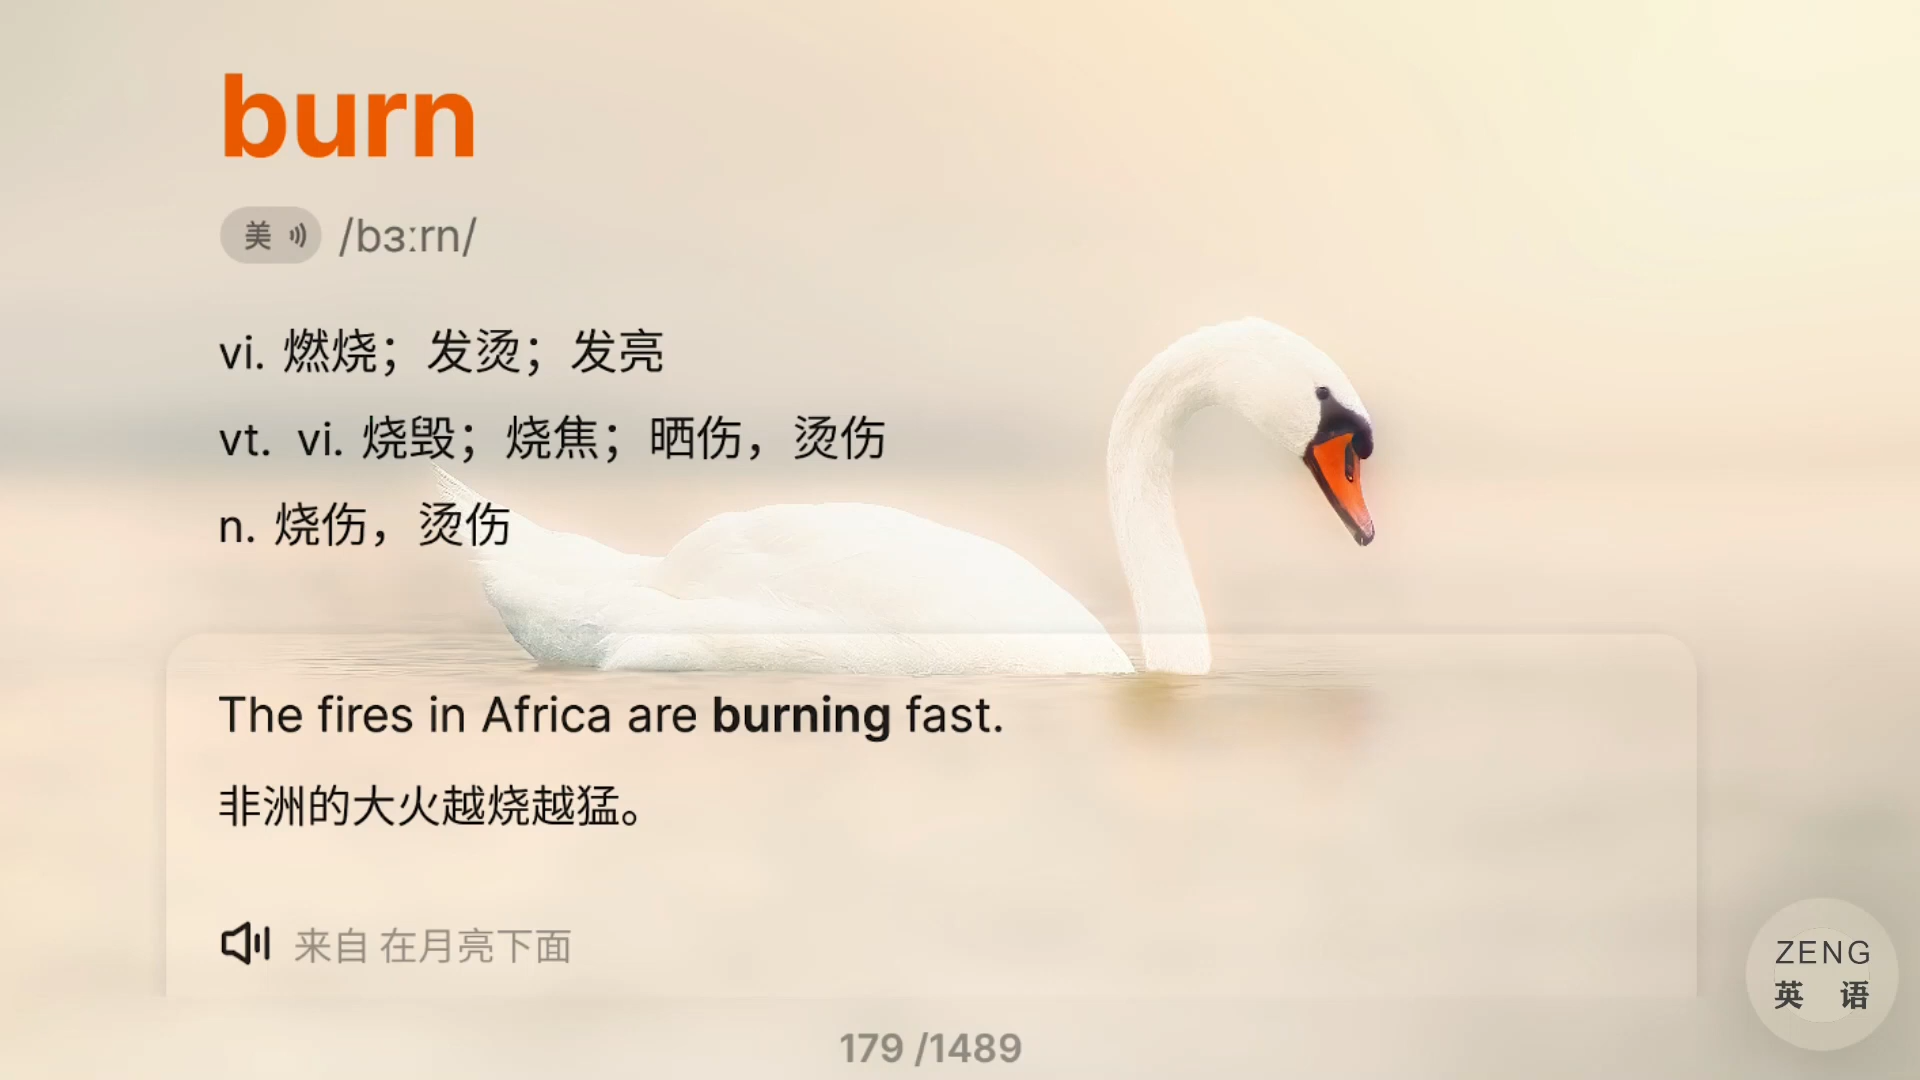 burn
美 /bɜːrn/
vi. 燃烧；发烫；发亮
vt. vi. 烧毁；烧焦；晒伤，烫伤
n. 烧伤，烫伤
The fires in Africa are burning fast.
非洲的大火越烧越猛。
来自 在月亮下面
ZENG
英 语
179 /1489